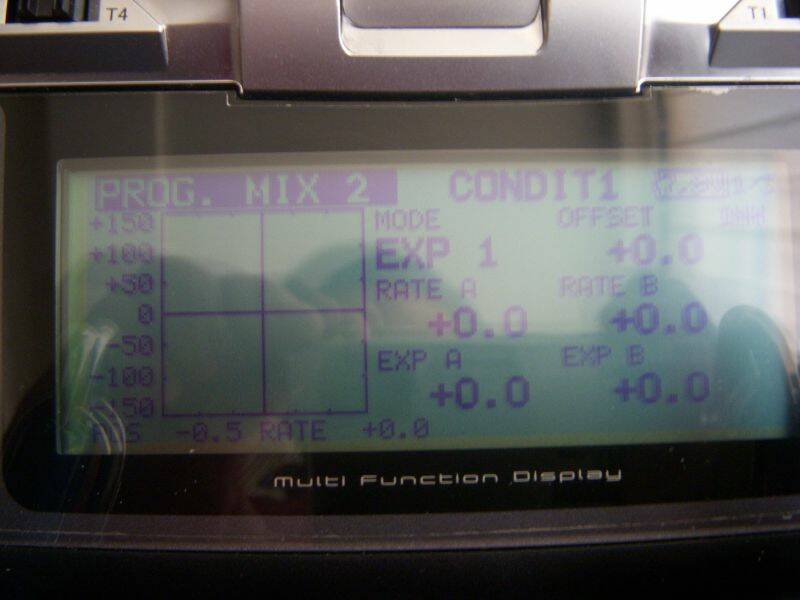 T4 T1
PROG. MIX 2 CONDIT1
+150 MODE OFFSET
+100 EXP 1 +0.0
+50 RATE A RATE B
0 +0.0 +0.0
-50 EXP A EXP B
-100 +0.0 +0.0
-150
POS -0.5 RATE +0.0
Multi Function Display